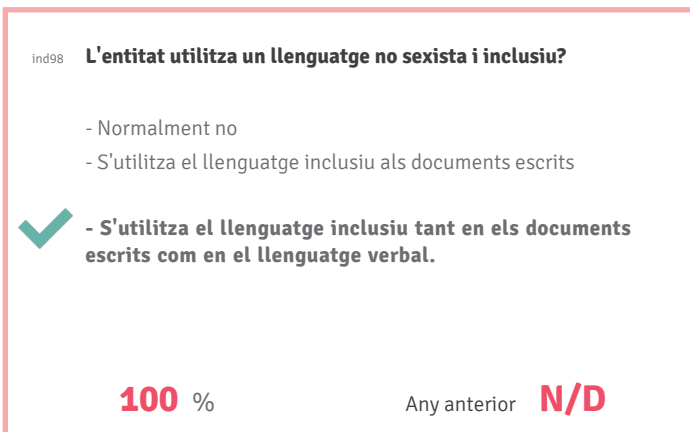 ind98 L'entitat utilitza un llenguatge no sexista i inclusiu?
- Normalment no
- S'utilitza el llenguatge inclusiu als documents escrits
- S'utilitza el llenguatge inclusiu tant en els documents
escrits com en el llenguatge verbal.
100 % Any anterior N/D